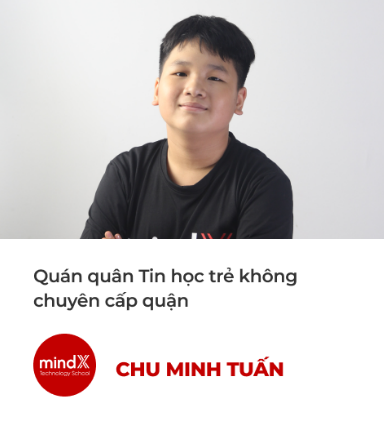 Quán quân Tin học trẻ không
chuyên cấp quận
mindX
Technology School
CHU MINH TUẤN